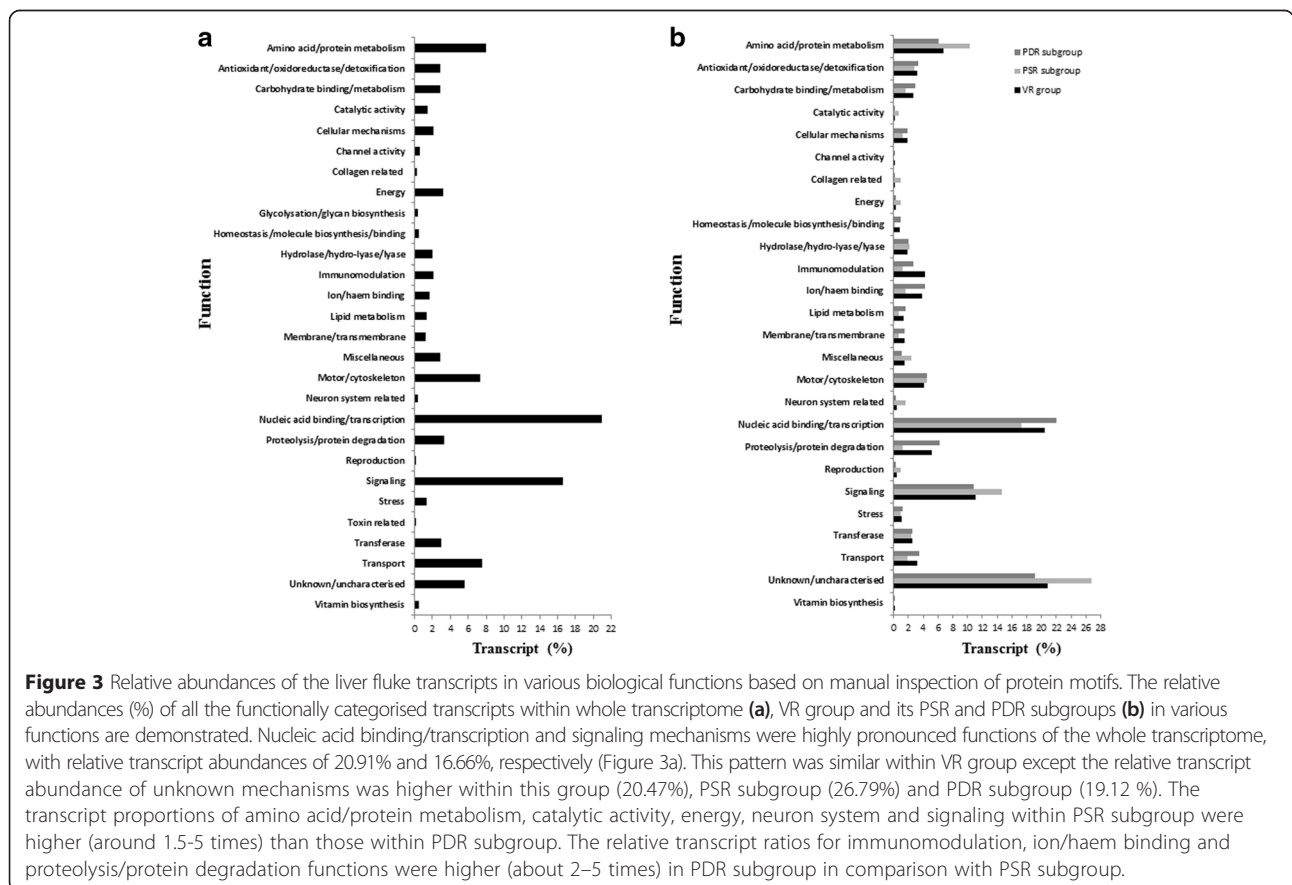 a
Function
Amino acid/protein metabolism
Antioxidant/oxidoreductase/detoxification
Carbohydrate binding/metabolism
Catalytic activity
Cellular mechanisms
Channel activity
Collagen related
Energy
Glycolysation/glycan biosynthesis
Homeostasis/molecule biosynthesis/binding
Hydrolase/hydro-lyase/lyase
Immunomodulation
Ion/haem binding
Lipid metabolism
Membrane/transmembrane
Miscellaneous
Motor/cytoskeleton
Neuron system related
Nucleic acid binding/transcription
Proteolysis/protein degradation
Reproduction
Signaling
Stress
Toxin related
Transferase
Transport
Unknown/uncharacterised
Vitamin biosynthesis
0 2 4 6 8 10 12 14 16 18 20 22
Transcript (%)
b
PDR subgroup
PSR subgroup
VR group
Function
Amino acid/protein metabolism
Antioxidant/oxidoreductase/detoxification
Carbohydrate binding/metabolism
Catalytic activity
Cellular mechanisms
Channel activity
Collagen related
Energy
Homeostasis/molecule biosynthesis/binding
Hydrolase/hydro-lyase/lyase
Immunomodulation
Ion/haem binding
Lipid metabolism
Membrane/transmembrane
Miscellaneous
Motor/cytoskeleton
Neuron system related
Nucleic acid binding/transcription
Proteolysis/protein degradation
Reproduction
Signaling
Stress
Transferase
Transport
Unknown/uncharacterised
Vitamin biosynthesis
0 2 4 6 8 10 12 14 16 18 20 22 24 26 28
Transcript (%)
Figure 3 Relative abundances of the liver fluke transcripts in various biological functions based on manual inspection of protein motifs. The relative
abundances (%) of all the functionally categorised transcripts within whole transcriptome (a), VR group and its PSR and PDR subgroups (b) in various
functions are demonstrated. Nucleic acid binding/transcription and signaling mechanisms were highly pronounced functions of the whole transcriptome,
with relative transcript abundances of 20.91% and 16.66%, respectively (Figure 3a). This pattern was similar within VR group except the relative transcript
abundance of unknown mechanisms was higher within this group (20.47%), PSR subgroup (26.79%) and PDR subgroup (19.12 %). The
transcript proportions of amino acid/protein metabolism, catalytic activity, energy, neuron system and signaling within PSR subgroup were
higher (around 1.5-5 times) than those within PDR subgroup. The relative transcript ratios for immunomodulation, ion/haem binding and
proteolysis/protein degradation functions were higher (about 2–5 times) in PDR subgroup in comparison with PSR subgroup.